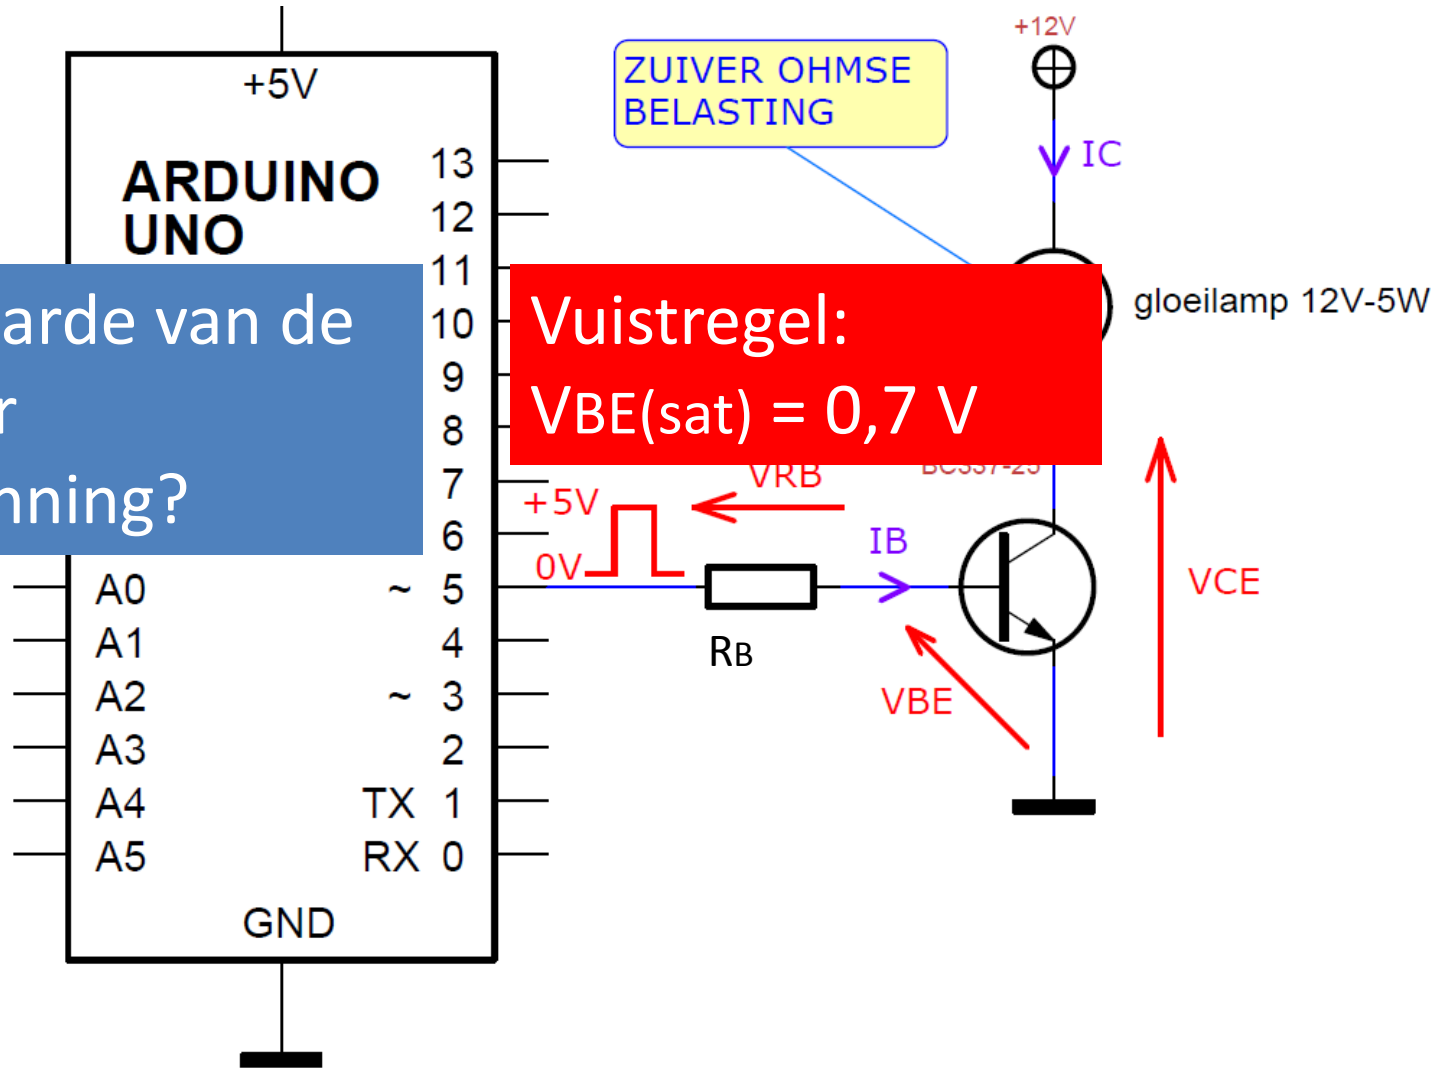 +5V
ARDUINO
UNO
13
12
11
10
9
8
7
6
~ 5
4
~ 3
2
TX 1
RX 0
A0
A1
A2
A3
A4
A5
GND
ZUIVER OHMSE
BELASTING
+12V
IC
gloeilamp 12V-5W
van de
Vuistregel:
VBE(sat) = 0,7 V
BC337-25
VRB
+5V
0V
IB
RB
VBE
VCE